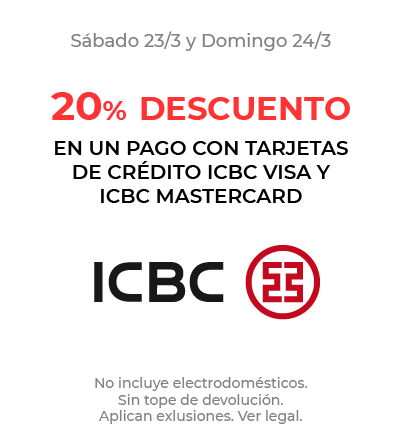 Sábado 23/3 y Domingo 24/3
20% DESCUENTO
EN UN PAGO CON TARJETAS
DE CRÉDITO ICBC VISA Y
ICBC MASTERCARD
ICBC
No incluye electrodomésticos.
Sin tope de devolución.
Aplican exlusiones. Ver legal.